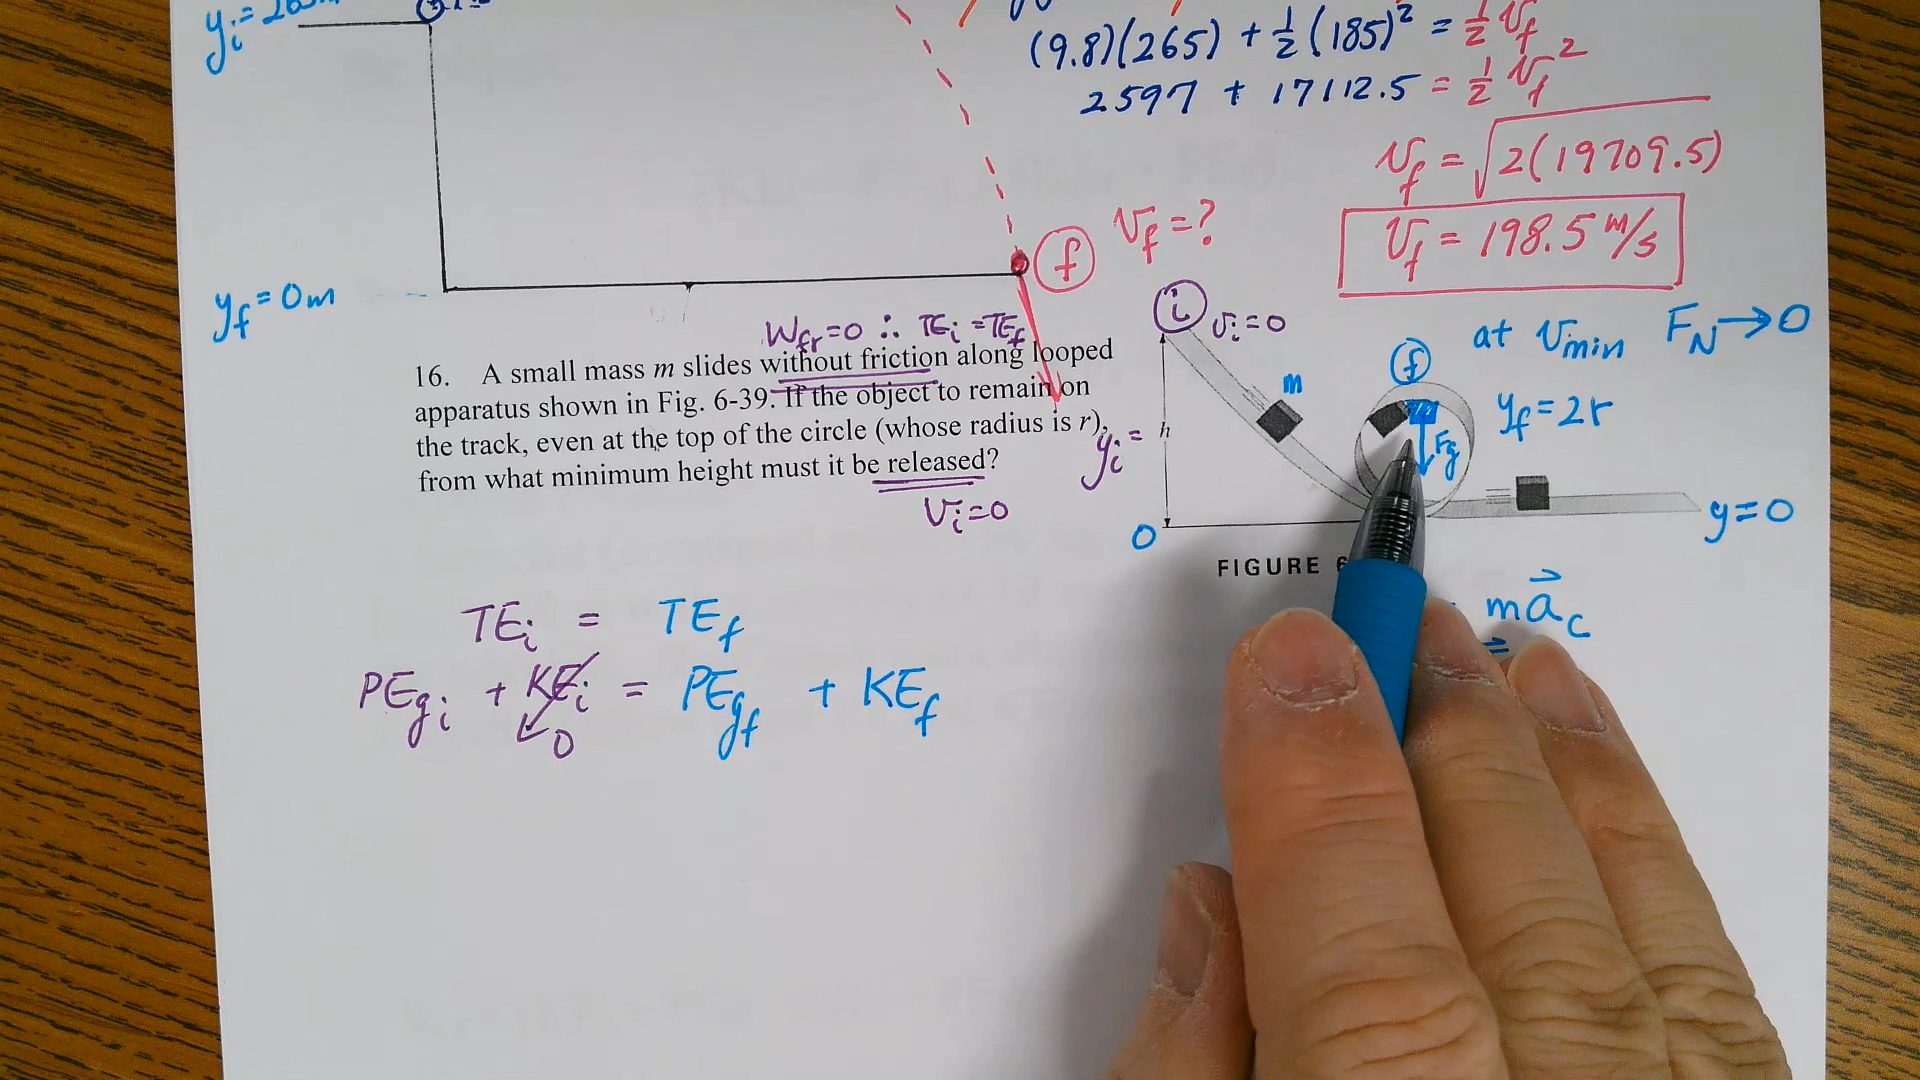 (9.8)(265) + ½ (185)² = ½ v_f
2597 + 17112.5 = ½ v_f²
v_f = √2(19709.5)
v_f = 198.5 m/s
v_f = ?
f
y_f = 0m
W_fr = 0 ∴ TE_i = TE_f
16. A small mass m slides without friction along looped
apparatus shown in Fig. 6-39. If the object to remain on
the track, even at the top of the circle (whose radius is r),
from what minimum height must it be released?
v_i = 0
i
v_i = 0
at v_min F_N → 0
f
m
y_f = 2r
y_i = h
F_g
0
y = 0
FIGURE 6
ma⃗_c
=
TE_i = TE_f
PE_gi + KE_i = PE_gf + KE_f
0